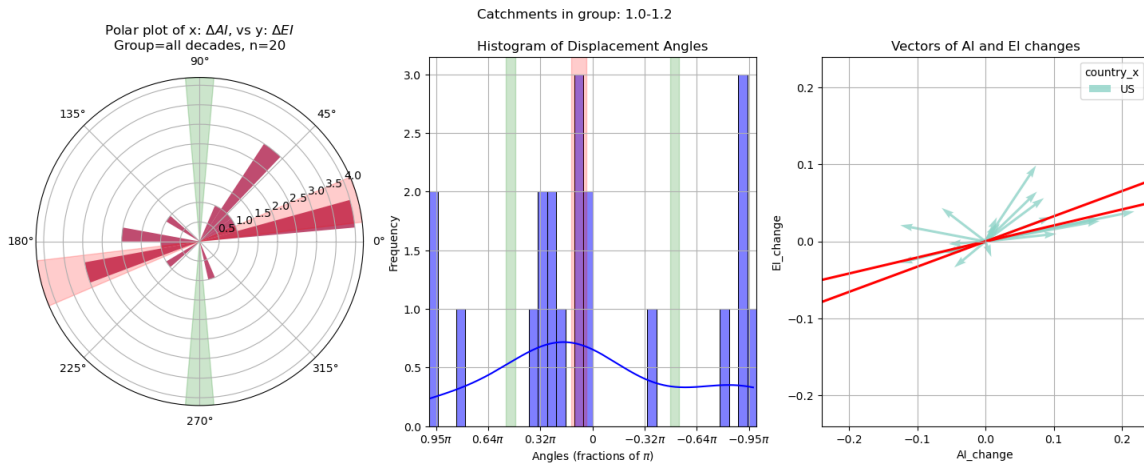 Catchments in group: 1.0-1.2
Polar plot of x: ΔAI, vs y: ΔEI
Group=all decades, n=20
90°
135°
45°
180°
0°
225°
315°
270°
0.5
1.0
1.5
2.0
2.5
3.0
3.5
4.0
Histogram of Displacement Angles
Frequency
3.0
2.5
2.0
1.5
1.0
0.5
0.0
0.95π 0.64π 0.32π 0 −0.32π −0.64π −0.95π
Angles (fractions of π)
Vectors of AI and EI changes
country_x
US
EI_change
0.2
0.1
0.0
−0.1
−0.2
−0.2 −0.1 0.0 0.1 0.2
AI_change